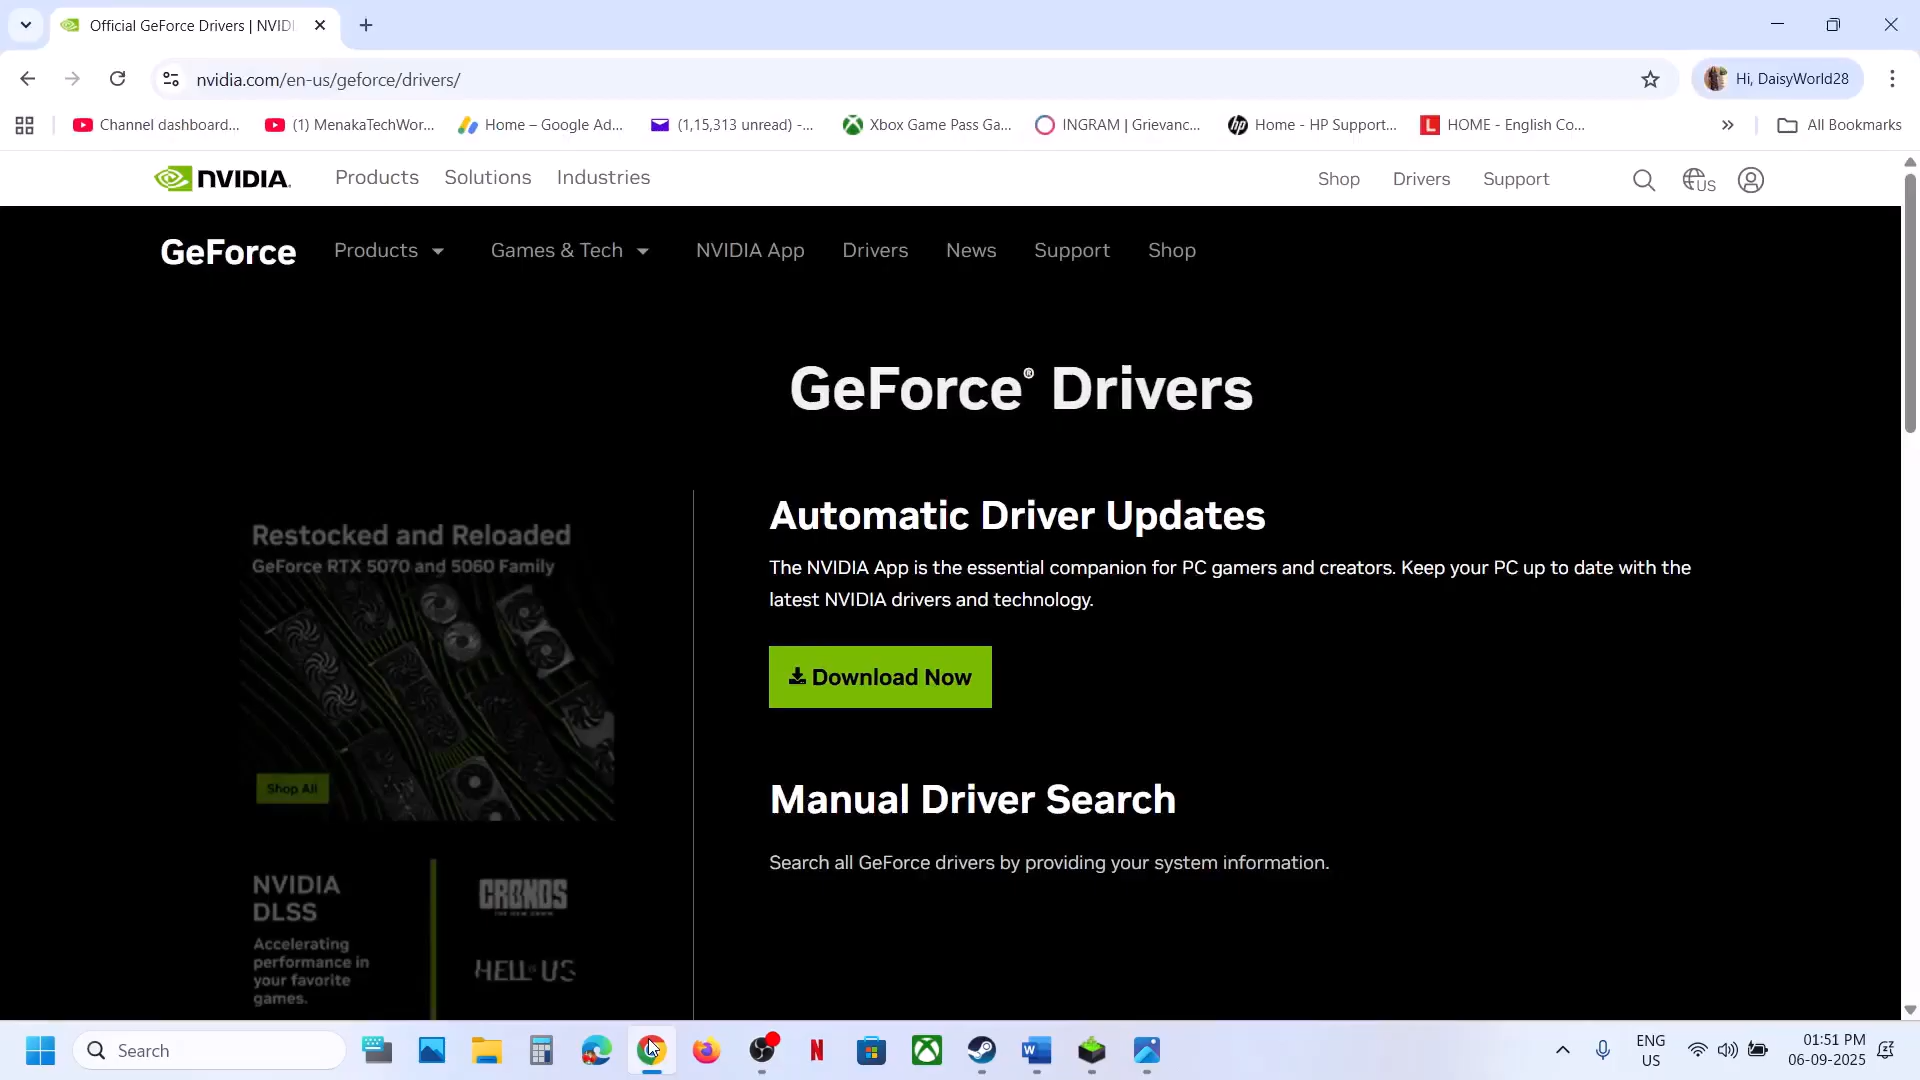 Official GeForce Drivers | NVIDI
nvidia.com/en-us/geforce/drivers/
Hi, DaisyWorld28
Channel dashboard...
(1) MenakaTechWor...
Home – Google Ad...
(1,15,313 unread) -...
Xbox Game Pass Ga...
INGRAM | Grievanc...
Home - HP Support...
HOME - English Co...
All Bookmarks
NVIDIA.
Products
Solutions
Industries
Shop
Drivers
Support
US
GeForce
Products
Games & Tech
NVIDIA App
Drivers
News
Support
Shop
GeForce® Drivers
Restocked and Reloaded
GeForce RTX 5070 and 5060 Family
Shop All
NVIDIA
DLSS
Accelerating
performance in
your favorite
games.
CRONOS
HELL IS US
Automatic Driver Updates
The NVIDIA App is the essential companion for PC gamers and creators. Keep your PC up to date with the
latest NVIDIA drivers and technology.
Download Now
Manual Driver Search
Search all GeForce drivers by providing your system information.
Search
ENG
US
01:51 PM
06-09-2025